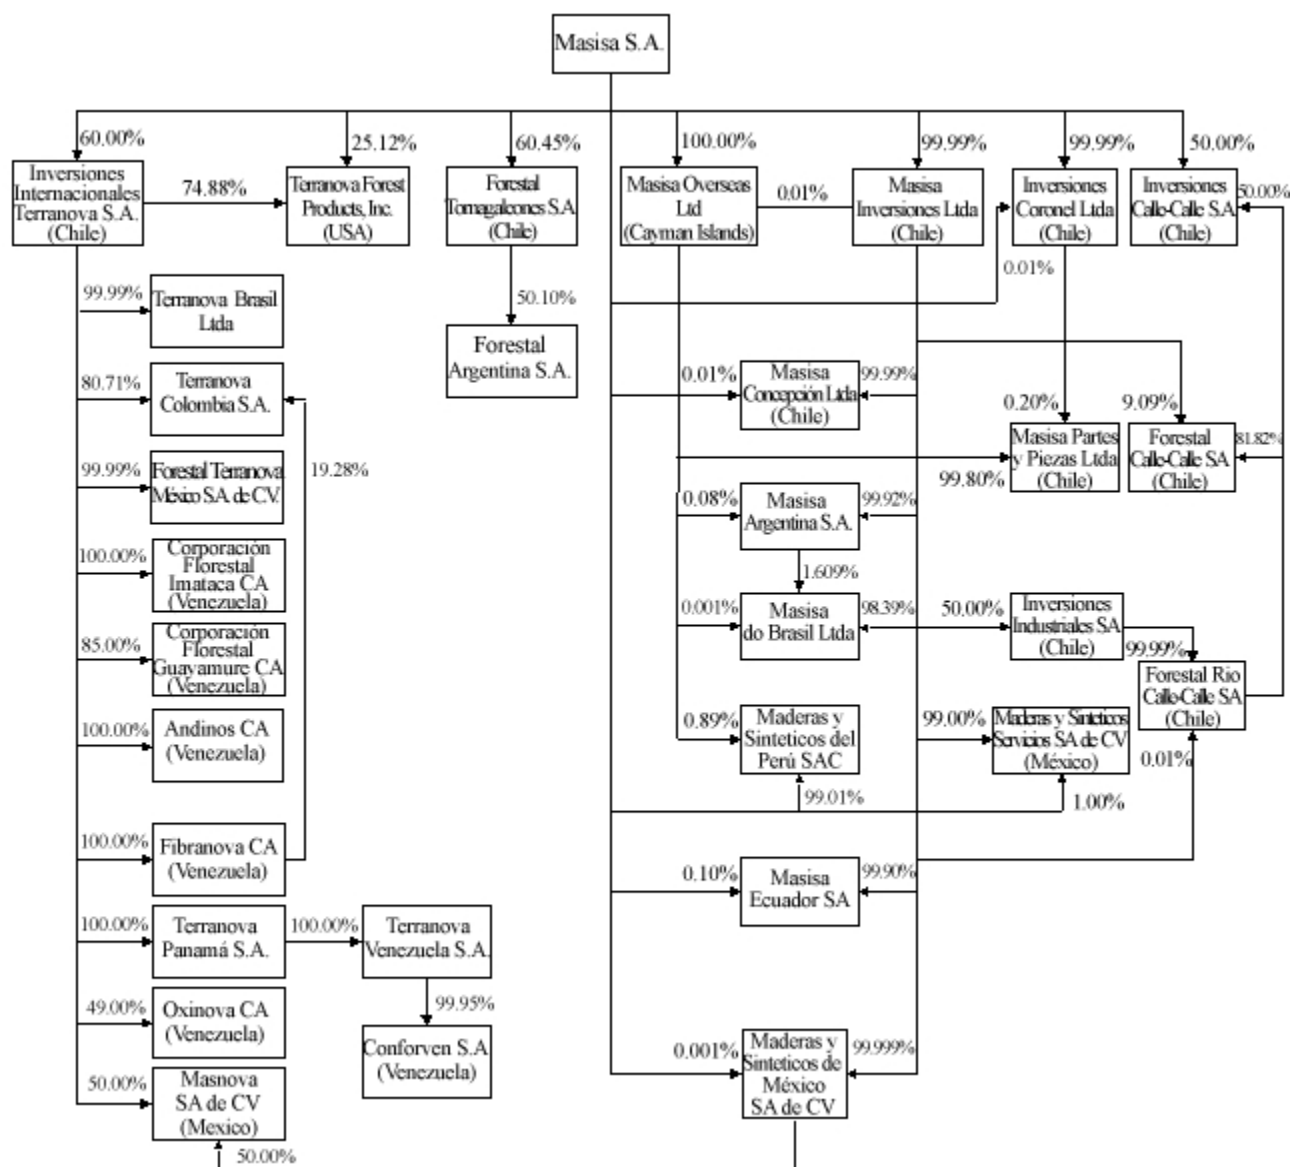 Masisa S.A.
60.00%
25.12%
60.45%
100.00%
99.99%
99.99%
50.00%
Inversiones
Internacionales
Terranova S.A.
(Chile)
74.88%
Terranova Forest
Products, Inc.
(USA)
Forestal
Tornagaleones S.A.
(Chile)
Masisa Overseas
Ltd
(Cayman Islands)
0.01%
Masisa
Inversiones Ltda
(Chile)
Inversiones
Coronel Ltda
(Chile)
Inversiones
Calle-Calle S.A.
(Chile)
50.00%
0.01%
99.99%
Terranova Brasil
Ltda
50.10%
Forestal
Argentina S.A.
80.71%
Terranova
Colombia S.A.
0.01%
Masisa
Concepción Ltda
(Chile)
99.99%
0.20%
9.09%
99.99%
Forestal Terranova
México S.A. de CV.
19.28%
Masisa Partes
y Piezas Ltda
(Chile)
Forestal
Calle-Calle SA
(Chile)
81.82%
99.80%
0.08%
Masisa
Argentina S.A.
99.92%
100.00%
Corporación
Florestal
Imataca CA
(Venezuela)
1.609%
0.001%
Masisa
do Brasil Ltda
98.39%
50.00%
Inversiones
Industriales SA
(Chile)
99.99%
85.00%
Corporación
Florestal
Guayamure CA
(Venezuela)
Forestal Rio
Calle-Calle SA
(Chile)
100.00%
Andinos CA
(Venezuela)
0.89%
Maderas y
Sinteticos del
Perú SAC
99.00%
Maderas y Sinteticos
Servicios SA de CV
(México)
0.01%
99.01%
1.00%
100.00%
Fibranova CA
(Venezuela)
0.10%
Masisa
Ecuador SA
99.90%
100.00%
Terranova
Panamá S.A.
100.00%
Terranova
Venezuela S.A.
49.00%
Oxinova CA
(Venezuela)
99.95%
Conforven S.A
(Venezuela)
0.001%
Maderas y
Sinteticos de
México
SA de CV
99.999%
50.00%
Masnova
SA de CV
(Mexico)
50.00%